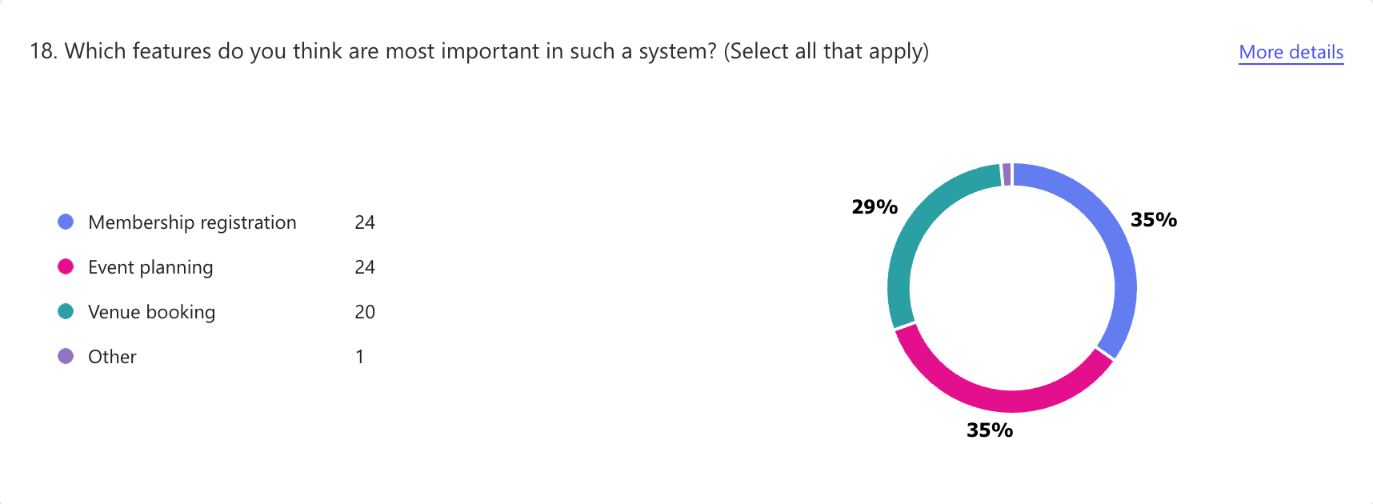 18. Which features do you think are most important in such a system? (Select all that apply)
More details
Membership registration 24
Event planning 24
Venue booking 20
Other 1
29%
35%
35%